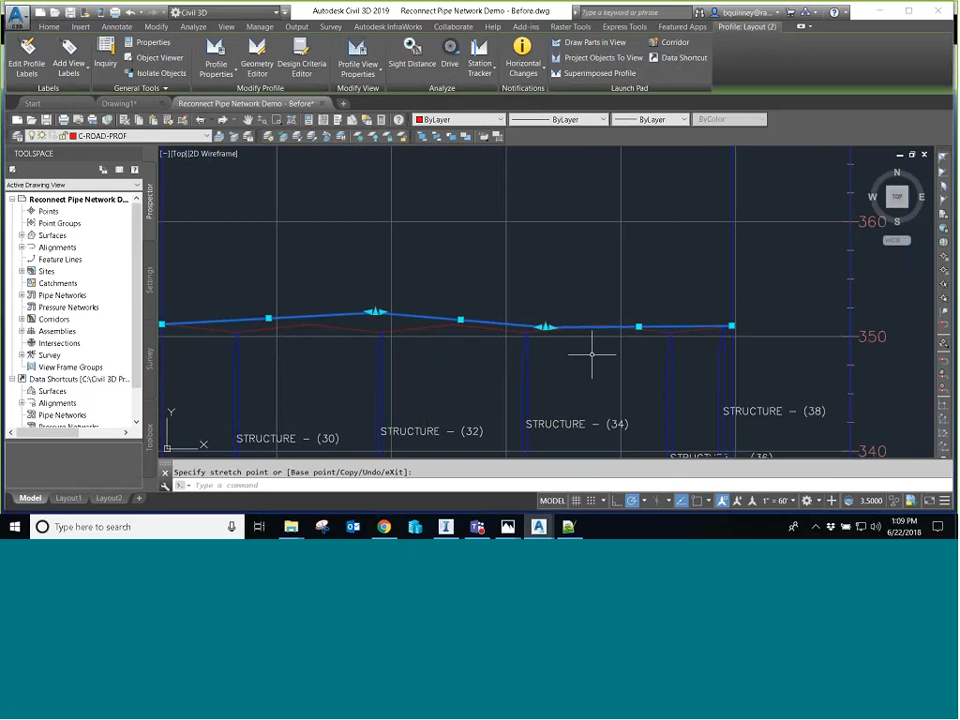 Civil 3D
Autodesk Civil 3D 2019 Reconnect Pipe Network Demo - Before.dwg
Type a keyword or phrase
bquinney@ra...
Home Insert Annotate Modify Analyze View Manage Output Survey Autodesk InfraWorks Transparent Collaborate Help Add-ins Raster Tools Express Tools Featured Apps Profile: Layout (2)
Edit Profile Labels
Add View Labels
Inquiry
Properties
Object Viewer
Isolate Objects
Profile Properties
Geometry Editor
Design Criteria Editor
Profile View Properties
Sight Distance
Drive
Station Tracker
Horizontal Changes
Draw Parts in View
Project Objects To View
Superimposed Profile
Corridor
Data Shortcut
Labels
General Tools
Modify Profile
Modify View
Analyze
Notifications
Launch Pad
Start Drawing1* Reconnect Pipe Network Demo - Before*
ByLayer ByLayer ByLayer ByColor
C-ROAD-PROF
TOOLSPACE
Active Drawing View
Reconnect Pipe Network D...
Points
Point Groups
Surfaces
Alignments
Feature Lines
Sites
Catchments
Pipe Networks
Pressure Networks
Corridors
Assemblies
Intersections
Survey
View Frame Groups
Data Shortcuts [C:\Civil 3D Pr...
Surfaces
Alignments
Pipe Networks
Prospector
Settings
Survey
Toolbox
[−][Top][2D Wireframe]
N
W TOP E
S
WCS
360
350
340
STRUCTURE - (30)
STRUCTURE - (32)
STRUCTURE - (34)
STRUCTURE - (36)
STRUCTURE - (38)
Y
X
Specify stretch point or [Base point/Copy/Undo/eXit]:
Type a command
Model Layout1 Layout2
MODEL
1" = 60'
3.5000
Type here to search
1:09 PM
6/22/2018